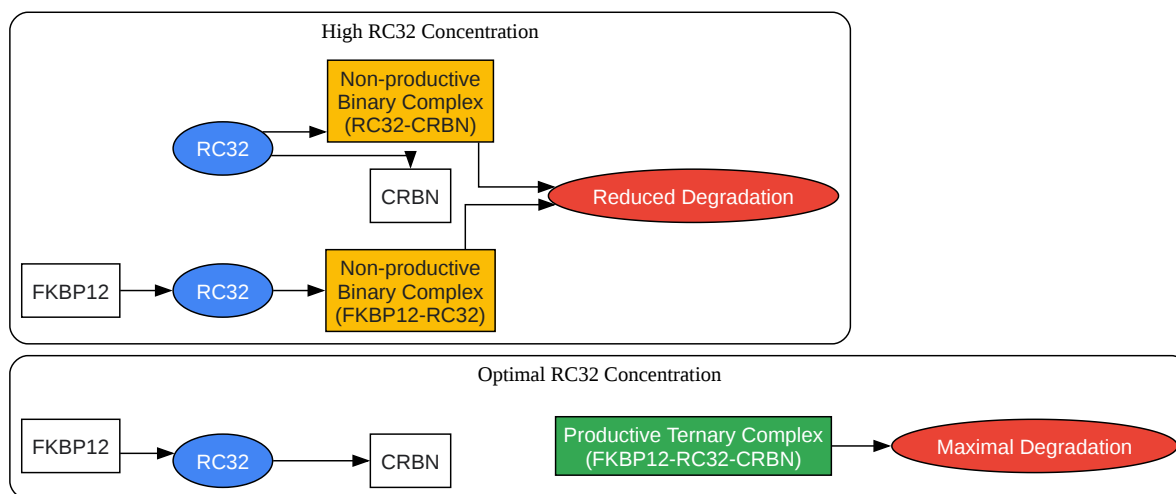 High RC32 Concentration
Non-productive
Binary Complex
(RC32-CRBN)
RC32
CRBN
Reduced Degradation
FKBP12
RC32
Non-productive
Binary Complex
(FKBP12-RC32)
Optimal RC32 Concentration
FKBP12
RC32
CRBN
Productive Ternary Complex
(FKBP12-RC32-CRBN)
Maximal Degradation